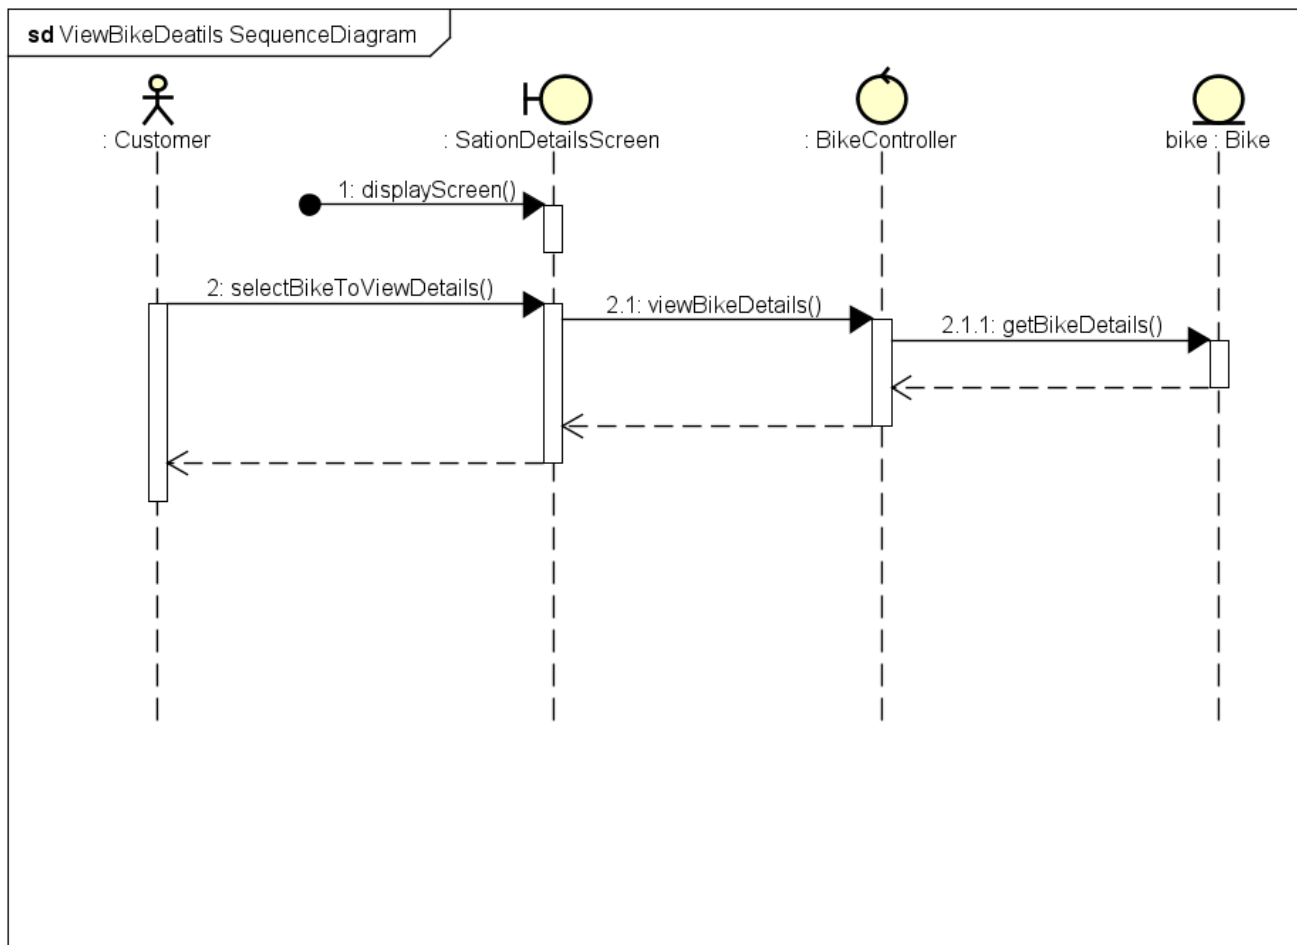 sd ViewBikeDeatils SequenceDiagram
: Customer
: SationDetailsScreen
: BikeController
bike : Bike
1: displayScreen()
2: selectBikeToViewDetails()
2.1: viewBikeDetails()
2.1.1: getBikeDetails()